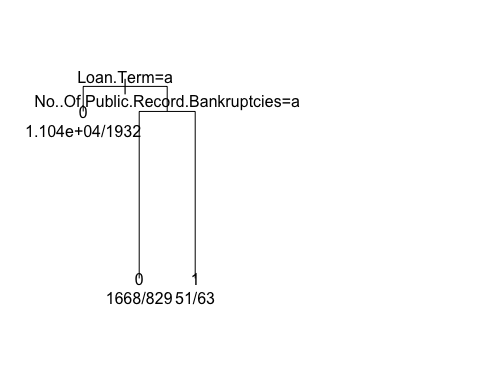 Loan.Term=a
No..Of.Public.Record.Bankruptcies=a
0
1.104e+04/1932
0 1
1668/829 51/63